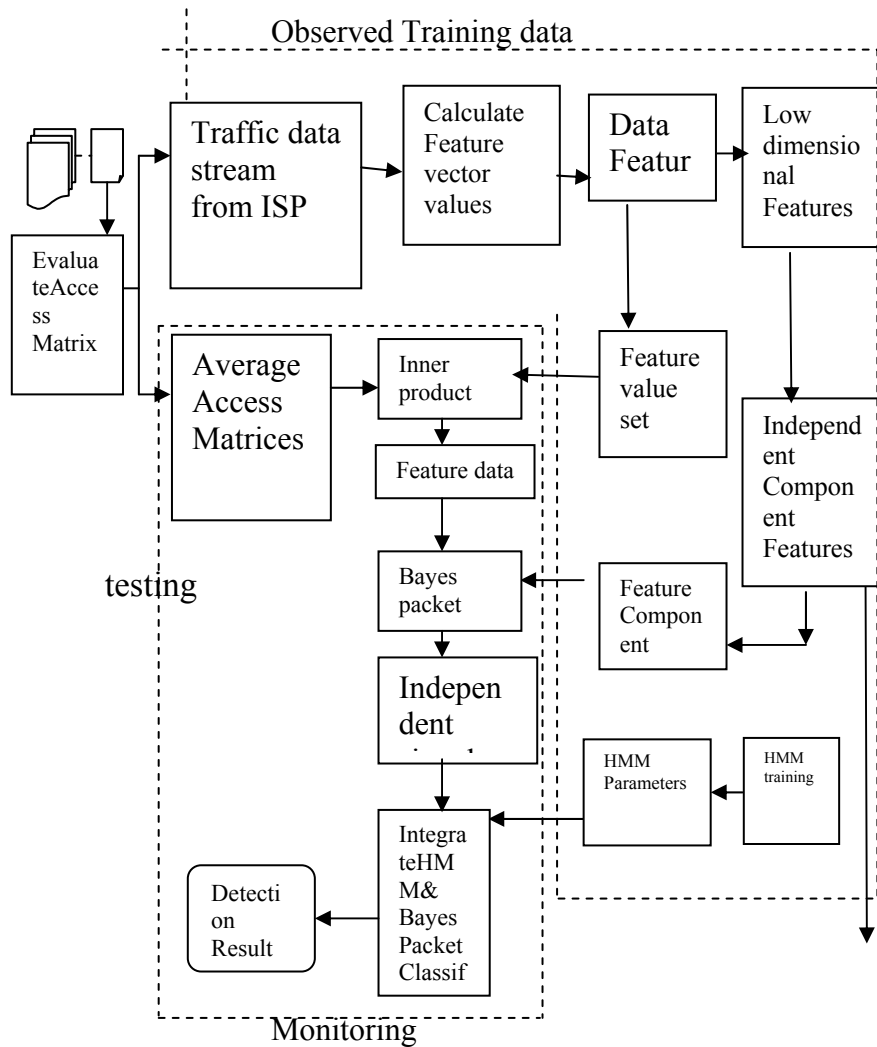 Observed Training data
Traffic data
stream
from ISP
Calculate
Feature
vector
values
Data
Featur
Low
dimensio
nal
Features
Evalua
teAcce
ss
Matrix
Average
Access
Matrices
Inner
product
Feature
value
set
Feature data
Independ
ent
Compon
ent
Features
testing
Bayes
packet
Feature
Compon
ent
Indepen
dent
HMM
Parameters
HMM
training
Integra
teHM
M&
Bayes
Packet
Classif
Detecti
on
Result
Monitoring